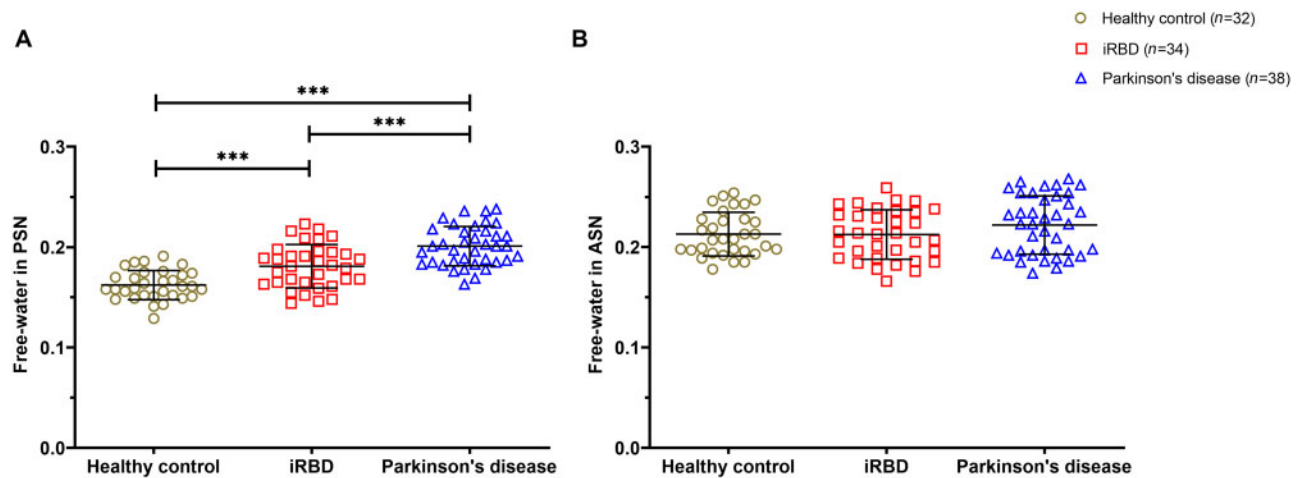 Healthy control (n=32)
iRBD (n=34)
Parkinson's disease (n=38)
A
***
***
***
0.3
0.2
0.1
0.0
Free-water in PSN
Healthy control
iRBD
Parkinson's disease
B
0.3
0.2
0.1
0.0
Free-water in ASN
Healthy control
iRBD
Parkinson's disease